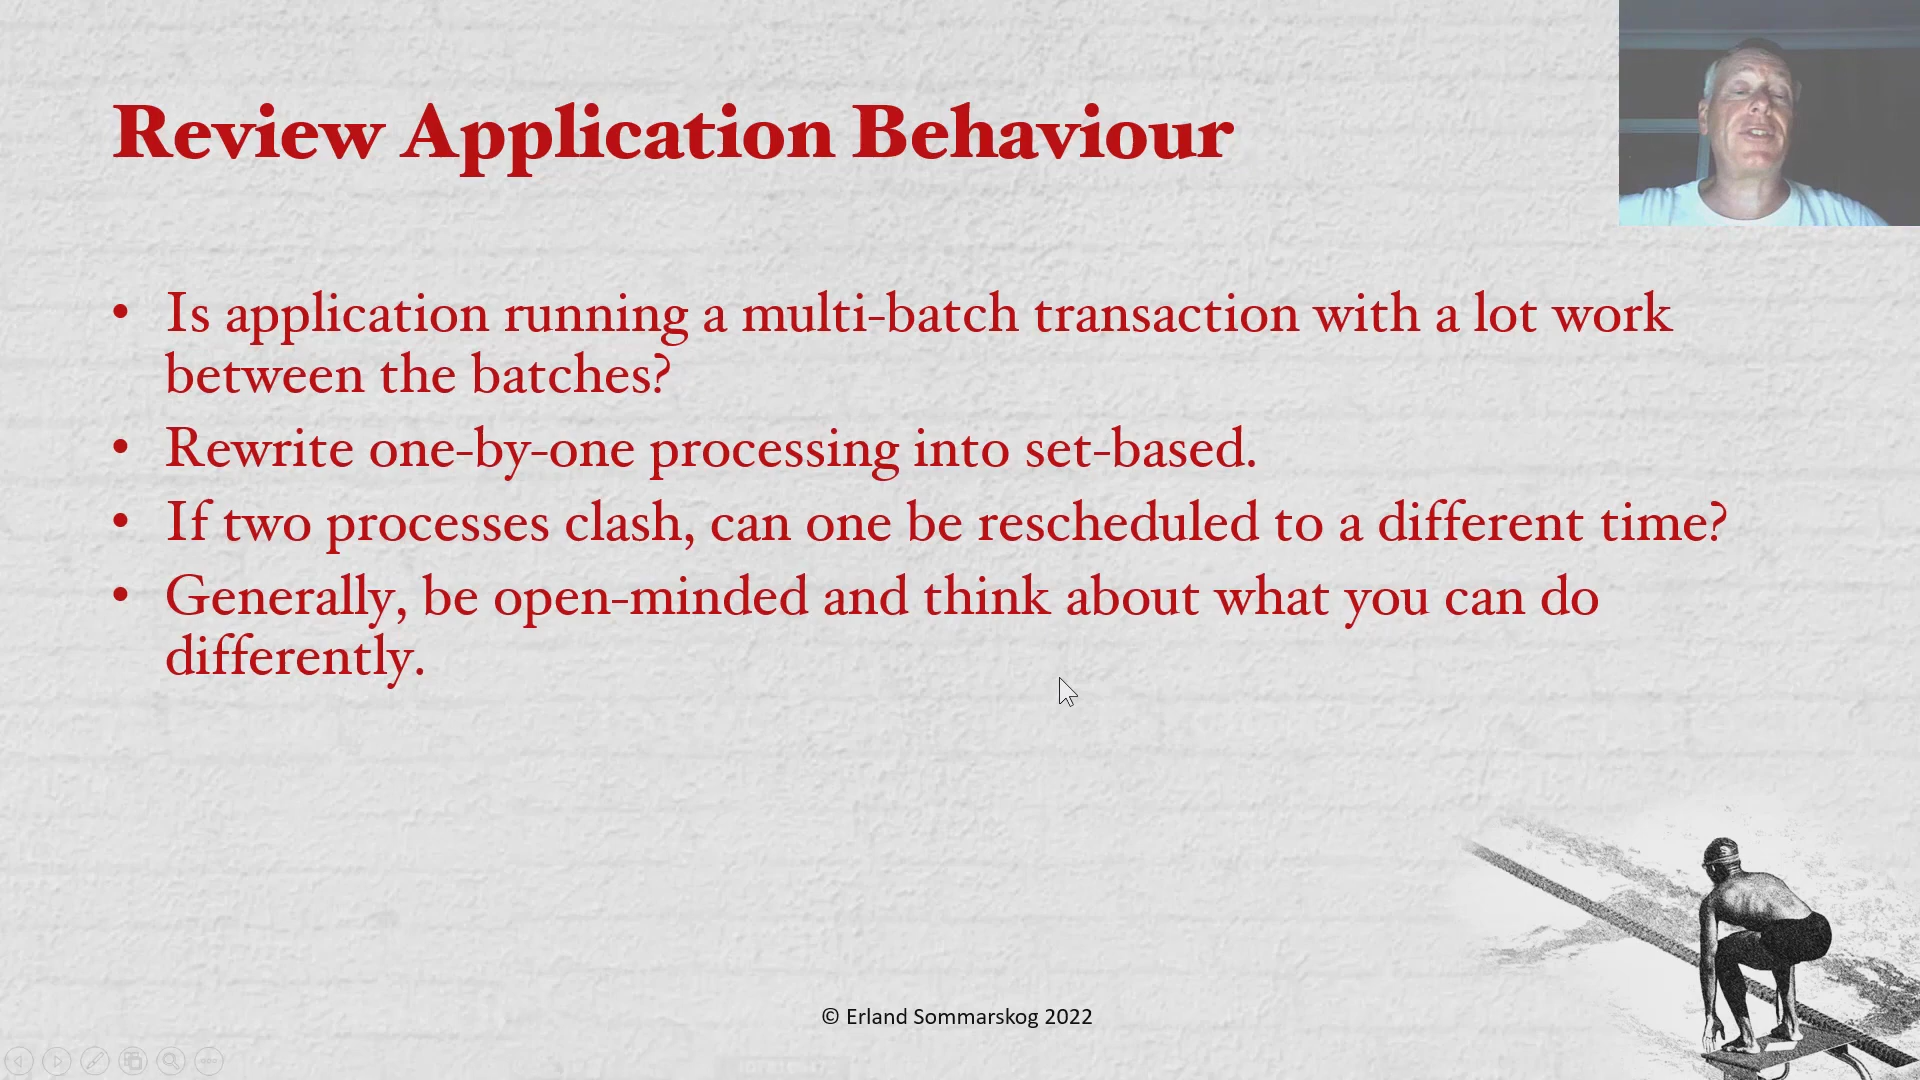 Review Application Behaviour
• Is application running a multi-batch transaction with a lot work
between the batches?
• Rewrite one-by-one processing into set-based.
• If two processes clash, can one be rescheduled to a different time?
• Generally, be open-minded and think about what you can do
differently.
© Erland Sommarskog 2022